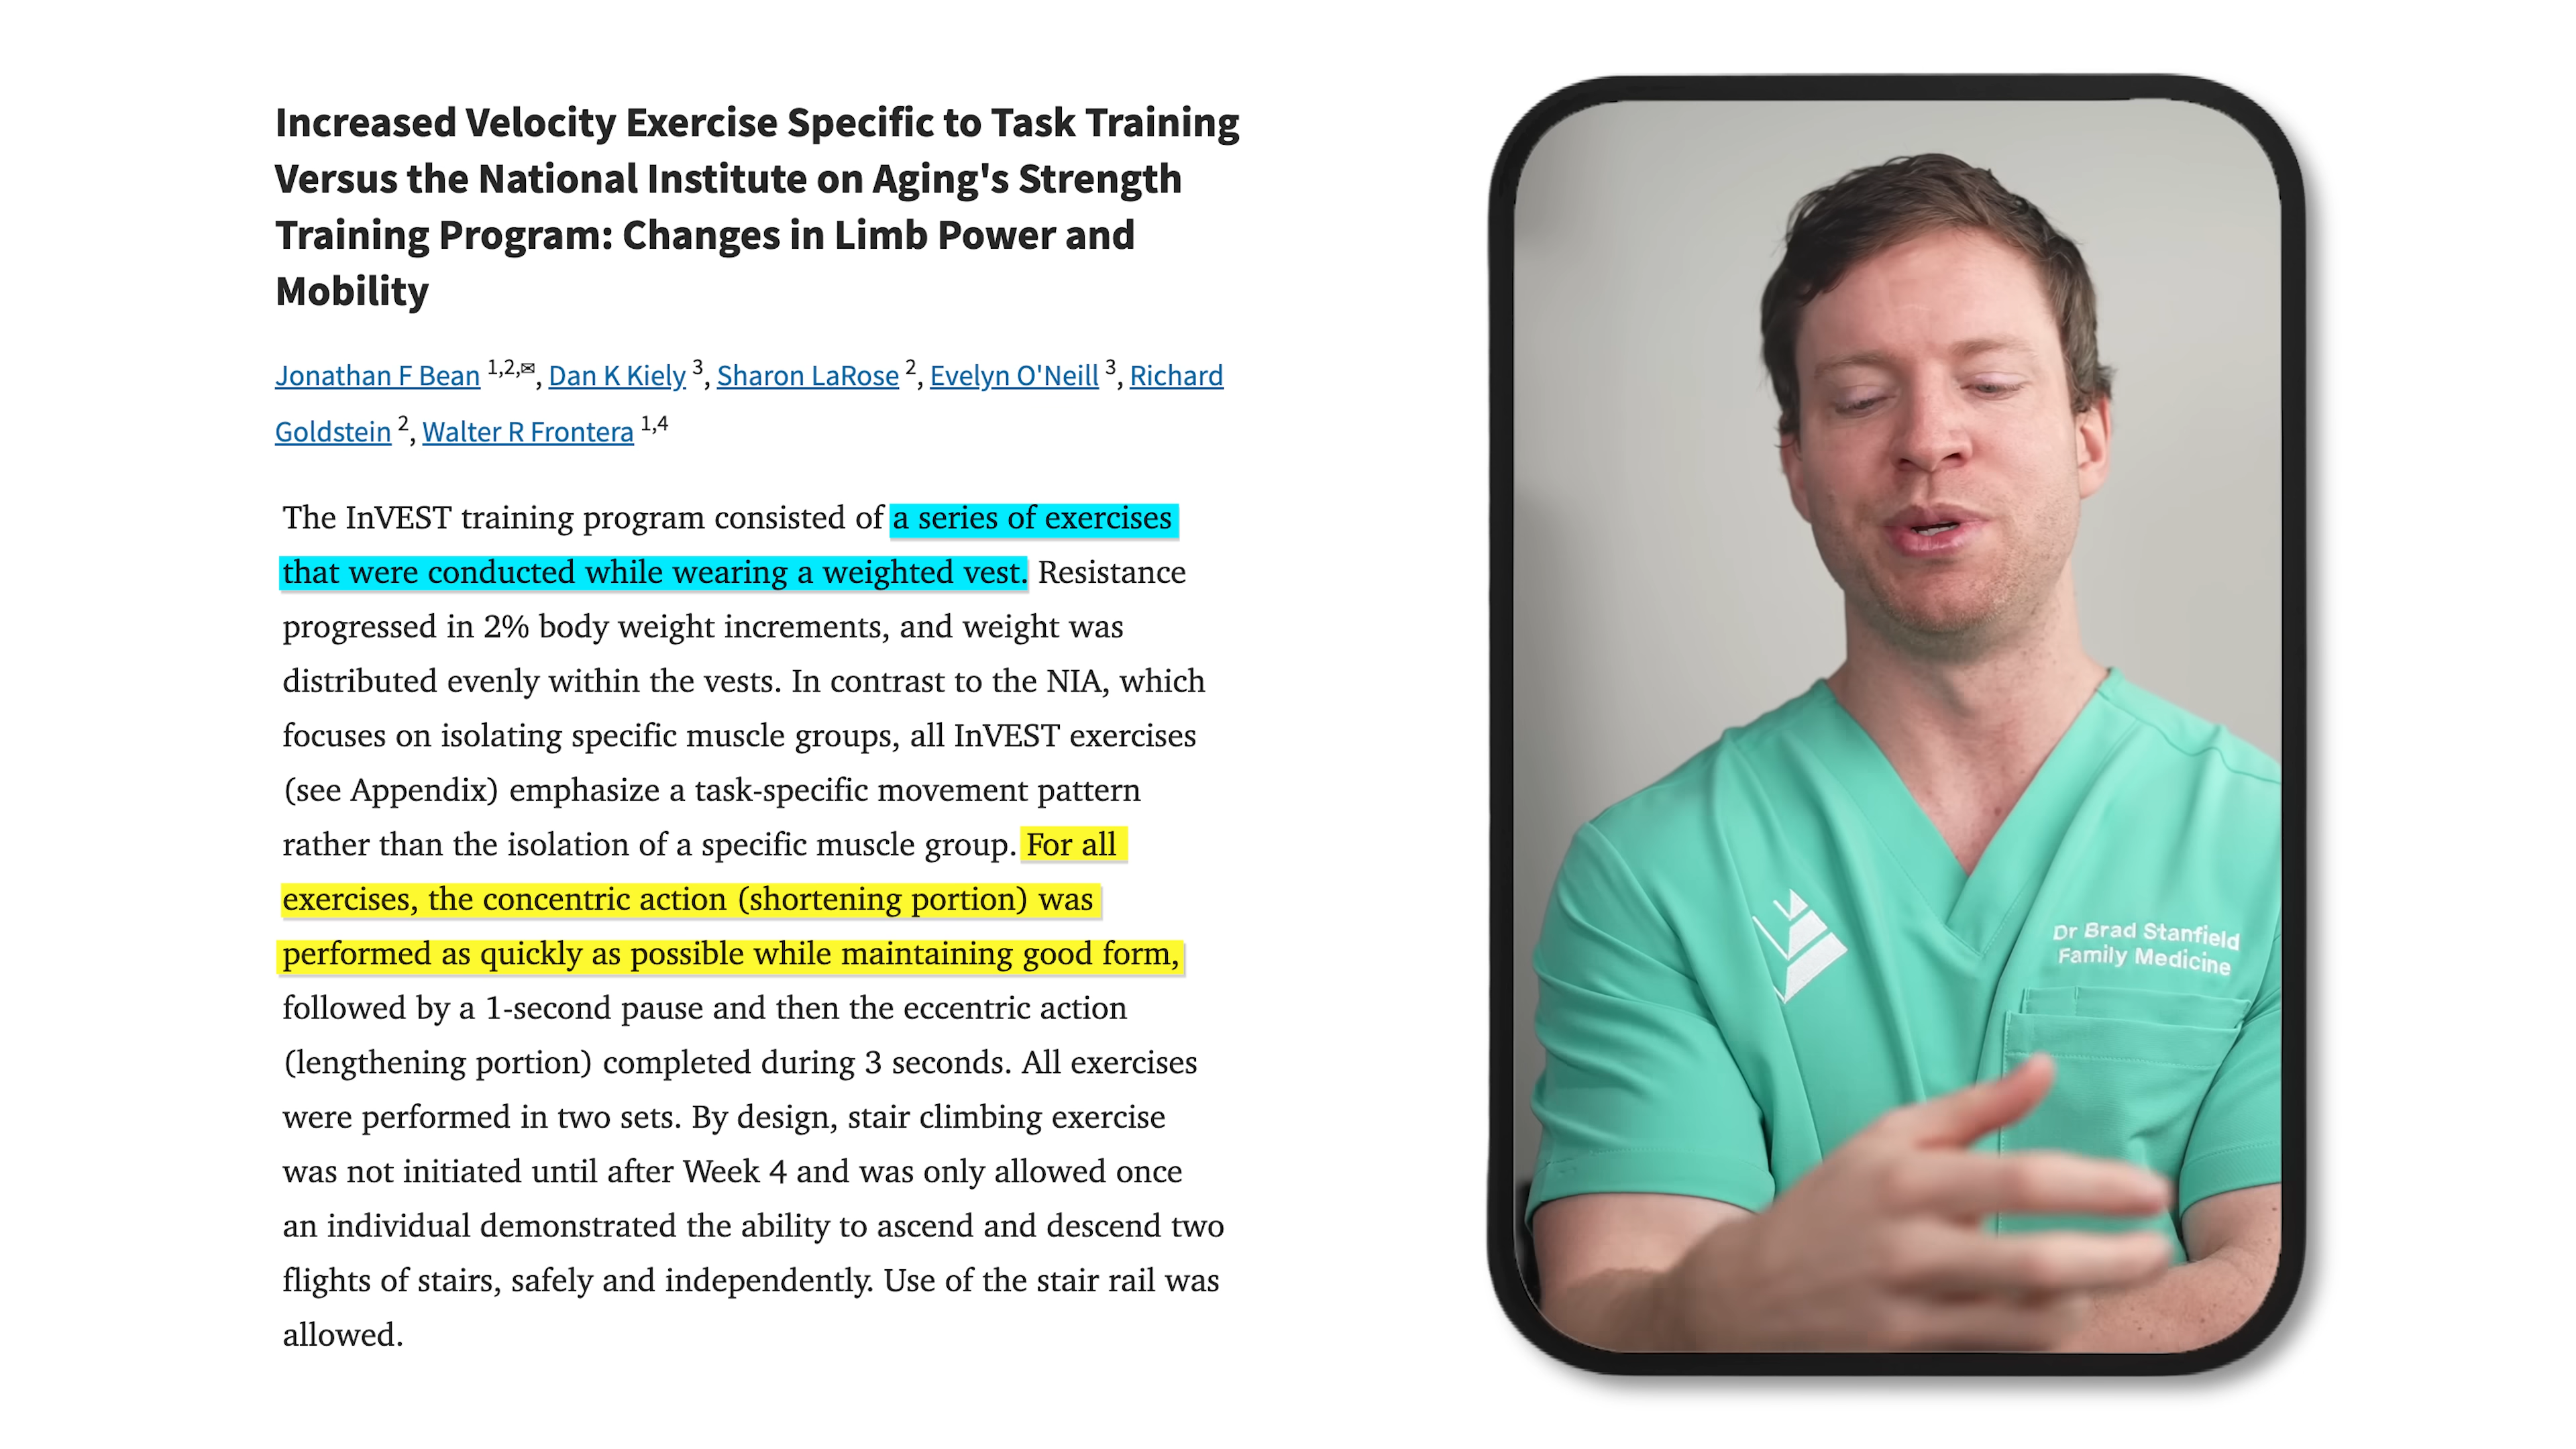 Increased Velocity Exercise Specific to Task Training
Versus the National Institute on Aging's Strength
Training Program: Changes in Limb Power and
Mobility
Jonathan F Bean 1,2,✉, Dan K Kiely 3, Sharon LaRose 2, Evelyn O'Neill 3, Richard
Goldstein 2, Walter R Frontera 1,4
The InVEST training program consisted of a series of exercises
that were conducted while wearing a weighted vest. Resistance
progressed in 2% body weight increments, and weight was
distributed evenly within the vests. In contrast to the NIA, which
focuses on isolating specific muscle groups, all InVEST exercises
(see Appendix) emphasize a task-specific movement pattern
rather than the isolation of a specific muscle group. For all
exercises, the concentric action (shortening portion) was
performed as quickly as possible while maintaining good form,
followed by a 1-second pause and then the eccentric action
(lengthening portion) completed during 3 seconds. All exercises
were performed in two sets. By design, stair climbing exercise
was not initiated until after Week 4 and was only allowed once
an individual demonstrated the ability to ascend and descend two
flights of stairs, safely and independently. Use of the stair rail was
allowed.
Dr Brad Stanfield
Family Medicine